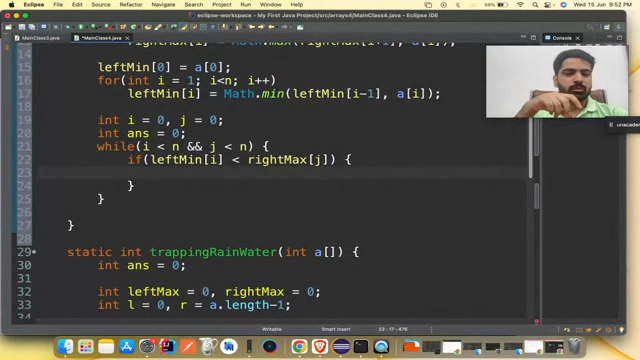 eclipse File Edit Source Refactor Navigate Search Project Run Window Help Wed 15 Jun 9:52 PM
eclipse-workspace - My First Java Project/src/arrays4/MainClass4.java - Eclipse IDE
MainClass3.java *MainClass4.java Console
14
15 leftMin[0] = a[0];
16 for(int i = 1; i<n; i++)
17 leftMin[i] = Math.min(leftMin[i-1], a[i]);
18
19 int i = 0, j = 0;
20 int ans = 0;
21 while(i < n && j < n) {
22 if(leftMin[i] < rightMax[j]) {
23
24 }
25 }
26
27 }
28
29 static int trappingRainWater(int a[]) {
30 int ans = 0;
31
32 int leftMax = 0, rightMax = 0;
33 int l = 0, r = a.length-1;
Writable Smart Insert 23 : 17 : 476